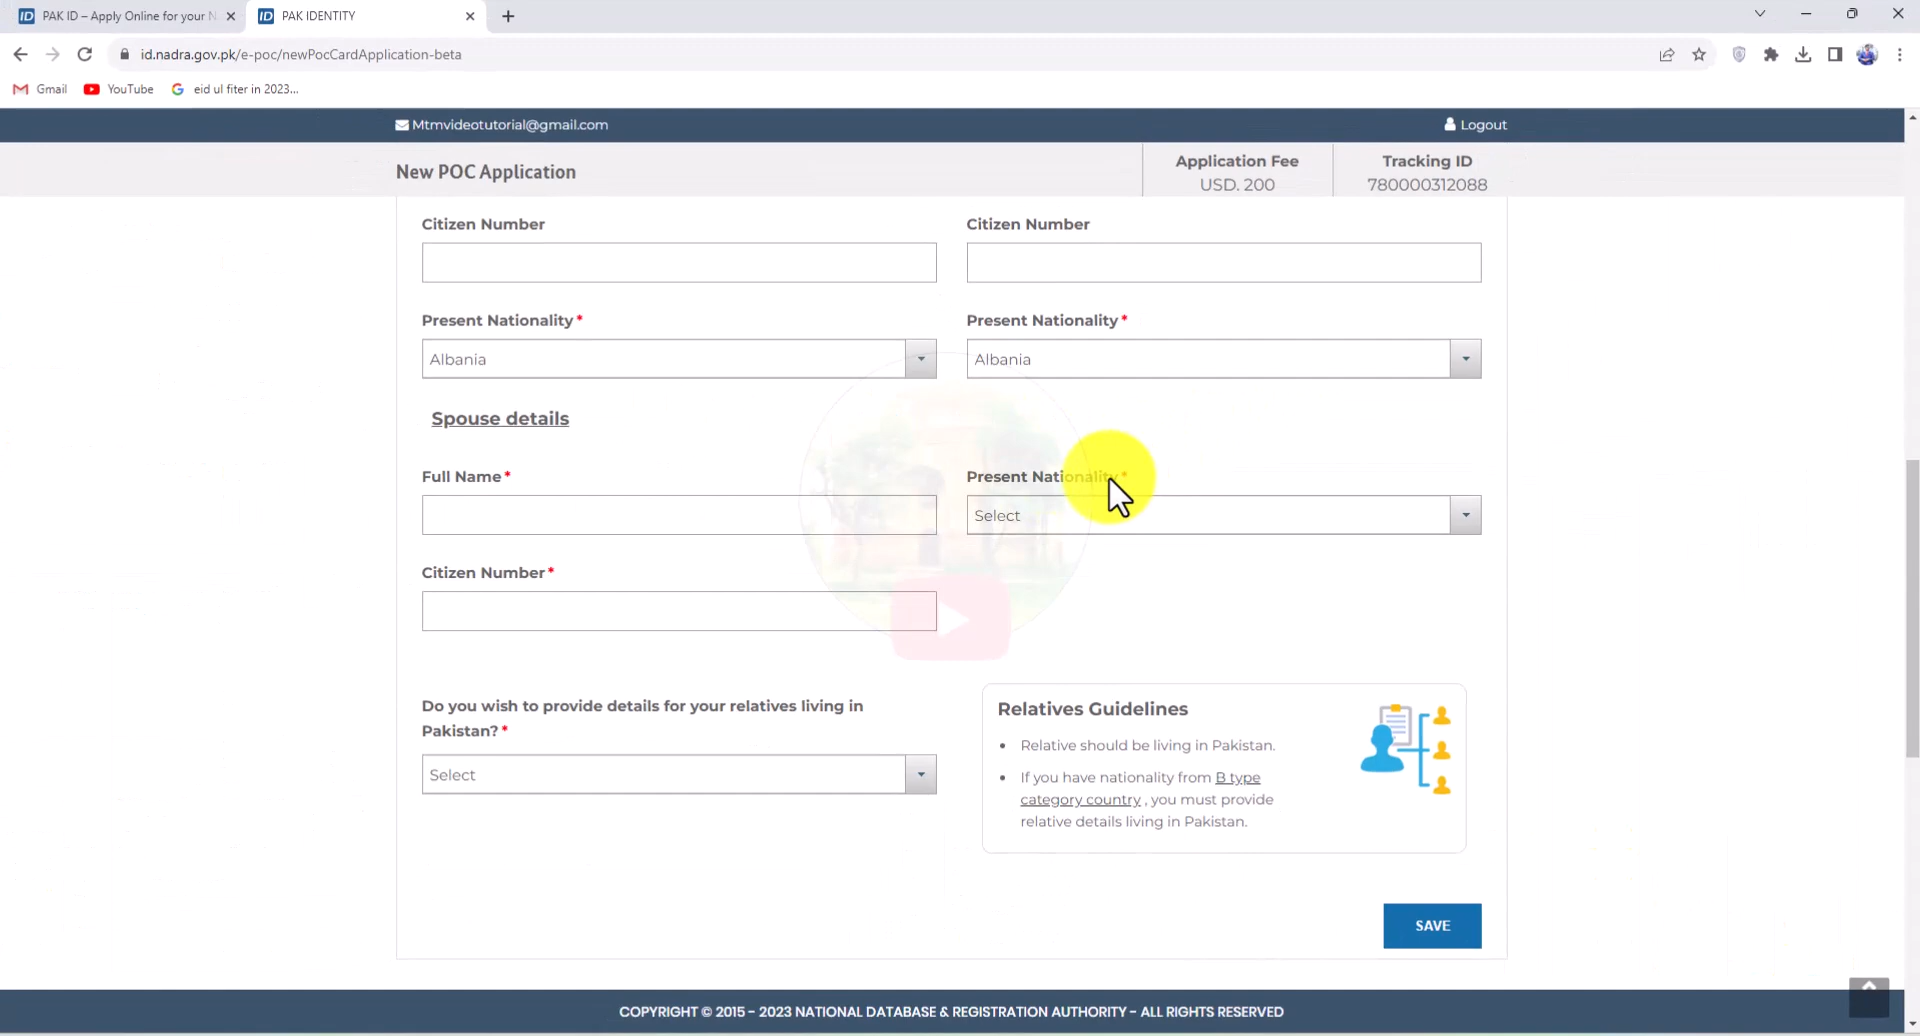 PAK ID – Apply Online for your N
PAK IDENTITY
id.nadra.gov.pk/e-poc/newPocCardApplication-beta
Gmail
YouTube
eid ul fiter in 2023...
Mtmvideotutorial@gmail.com
Logout
New POC Application
Application Fee
USD. 200
Tracking ID
780000312088
Citizen Number
Citizen Number
Present Nationality *
Present Nationality *
Albania
Albania
Spouse details
Full Name *
Present Nationality *
Select
Citizen Number *
Do you wish to provide details for your relatives living in
Pakistan? *
Select
Relatives Guidelines
• Relative should be living in Pakistan.
• If you have nationality from B type
category country , you must provide
relative details living in Pakistan.
SAVE
COPYRIGHT © 2015 - 2023 NATIONAL DATABASE & REGISTRATION AUTHORITY - ALL RIGHTS RESERVED